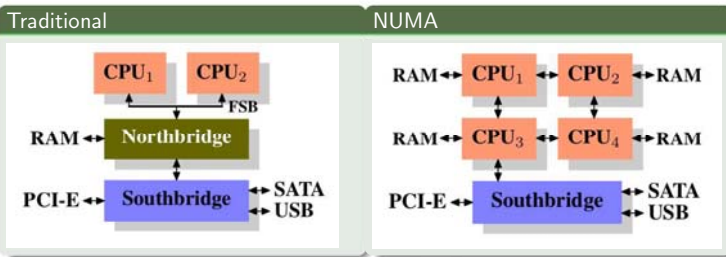 Traditional
CPU₁ CPU₂
FSB
RAM Northbridge
PCI-E Southbridge SATA
USB
NUMA
RAM CPU₁ CPU₂ RAM
RAM CPU₃ CPU₄ RAM
PCI-E Southbridge SATA
USB